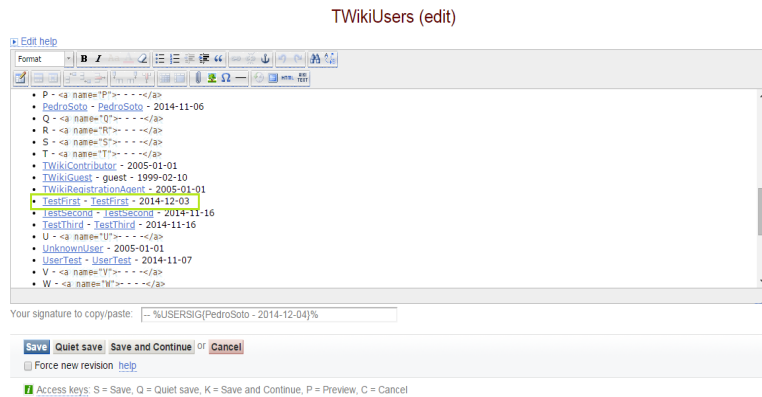 TWikiUsers (edit)
Edit help
Format B I “ Ω — HTML
TEXT
• P - <a name="P">- - - -</a>
• PedroSoto - PedroSoto - 2014-11-06
• Q - <a name="Q">- - - -</a>
• R - <a name="R">- - - -</a>
• S - <a name="S">- - - -</a>
• T - <a name="T">- - - -</a>
• TWikiContributor - 2005-01-01
• TWikiGuest - guest - 1999-02-10
• TWikiRegistrationAgent - 2005-01-01
• TestFirst - TestFirst - 2014-12-03
• TestSecond - TestSecond - 2014-11-16
• TestThird - TestThird - 2014-11-16
• U - <a name="U">- - - -</a>
• UnknownUser - 2005-01-01
• UserTest - UserTest - 2014-11-07
• V - <a name="V">- - - -</a>
• W - <a name="W">- - - -</a>
Your signature to copy/paste: -- %USERSIG{PedroSoto - 2014-12-04}%
Save Quiet save Save and Continue or Cancel
Force new revision help
Access keys: S = Save, Q = Quiet save, K = Save and Continue, P = Preview, C = Cancel